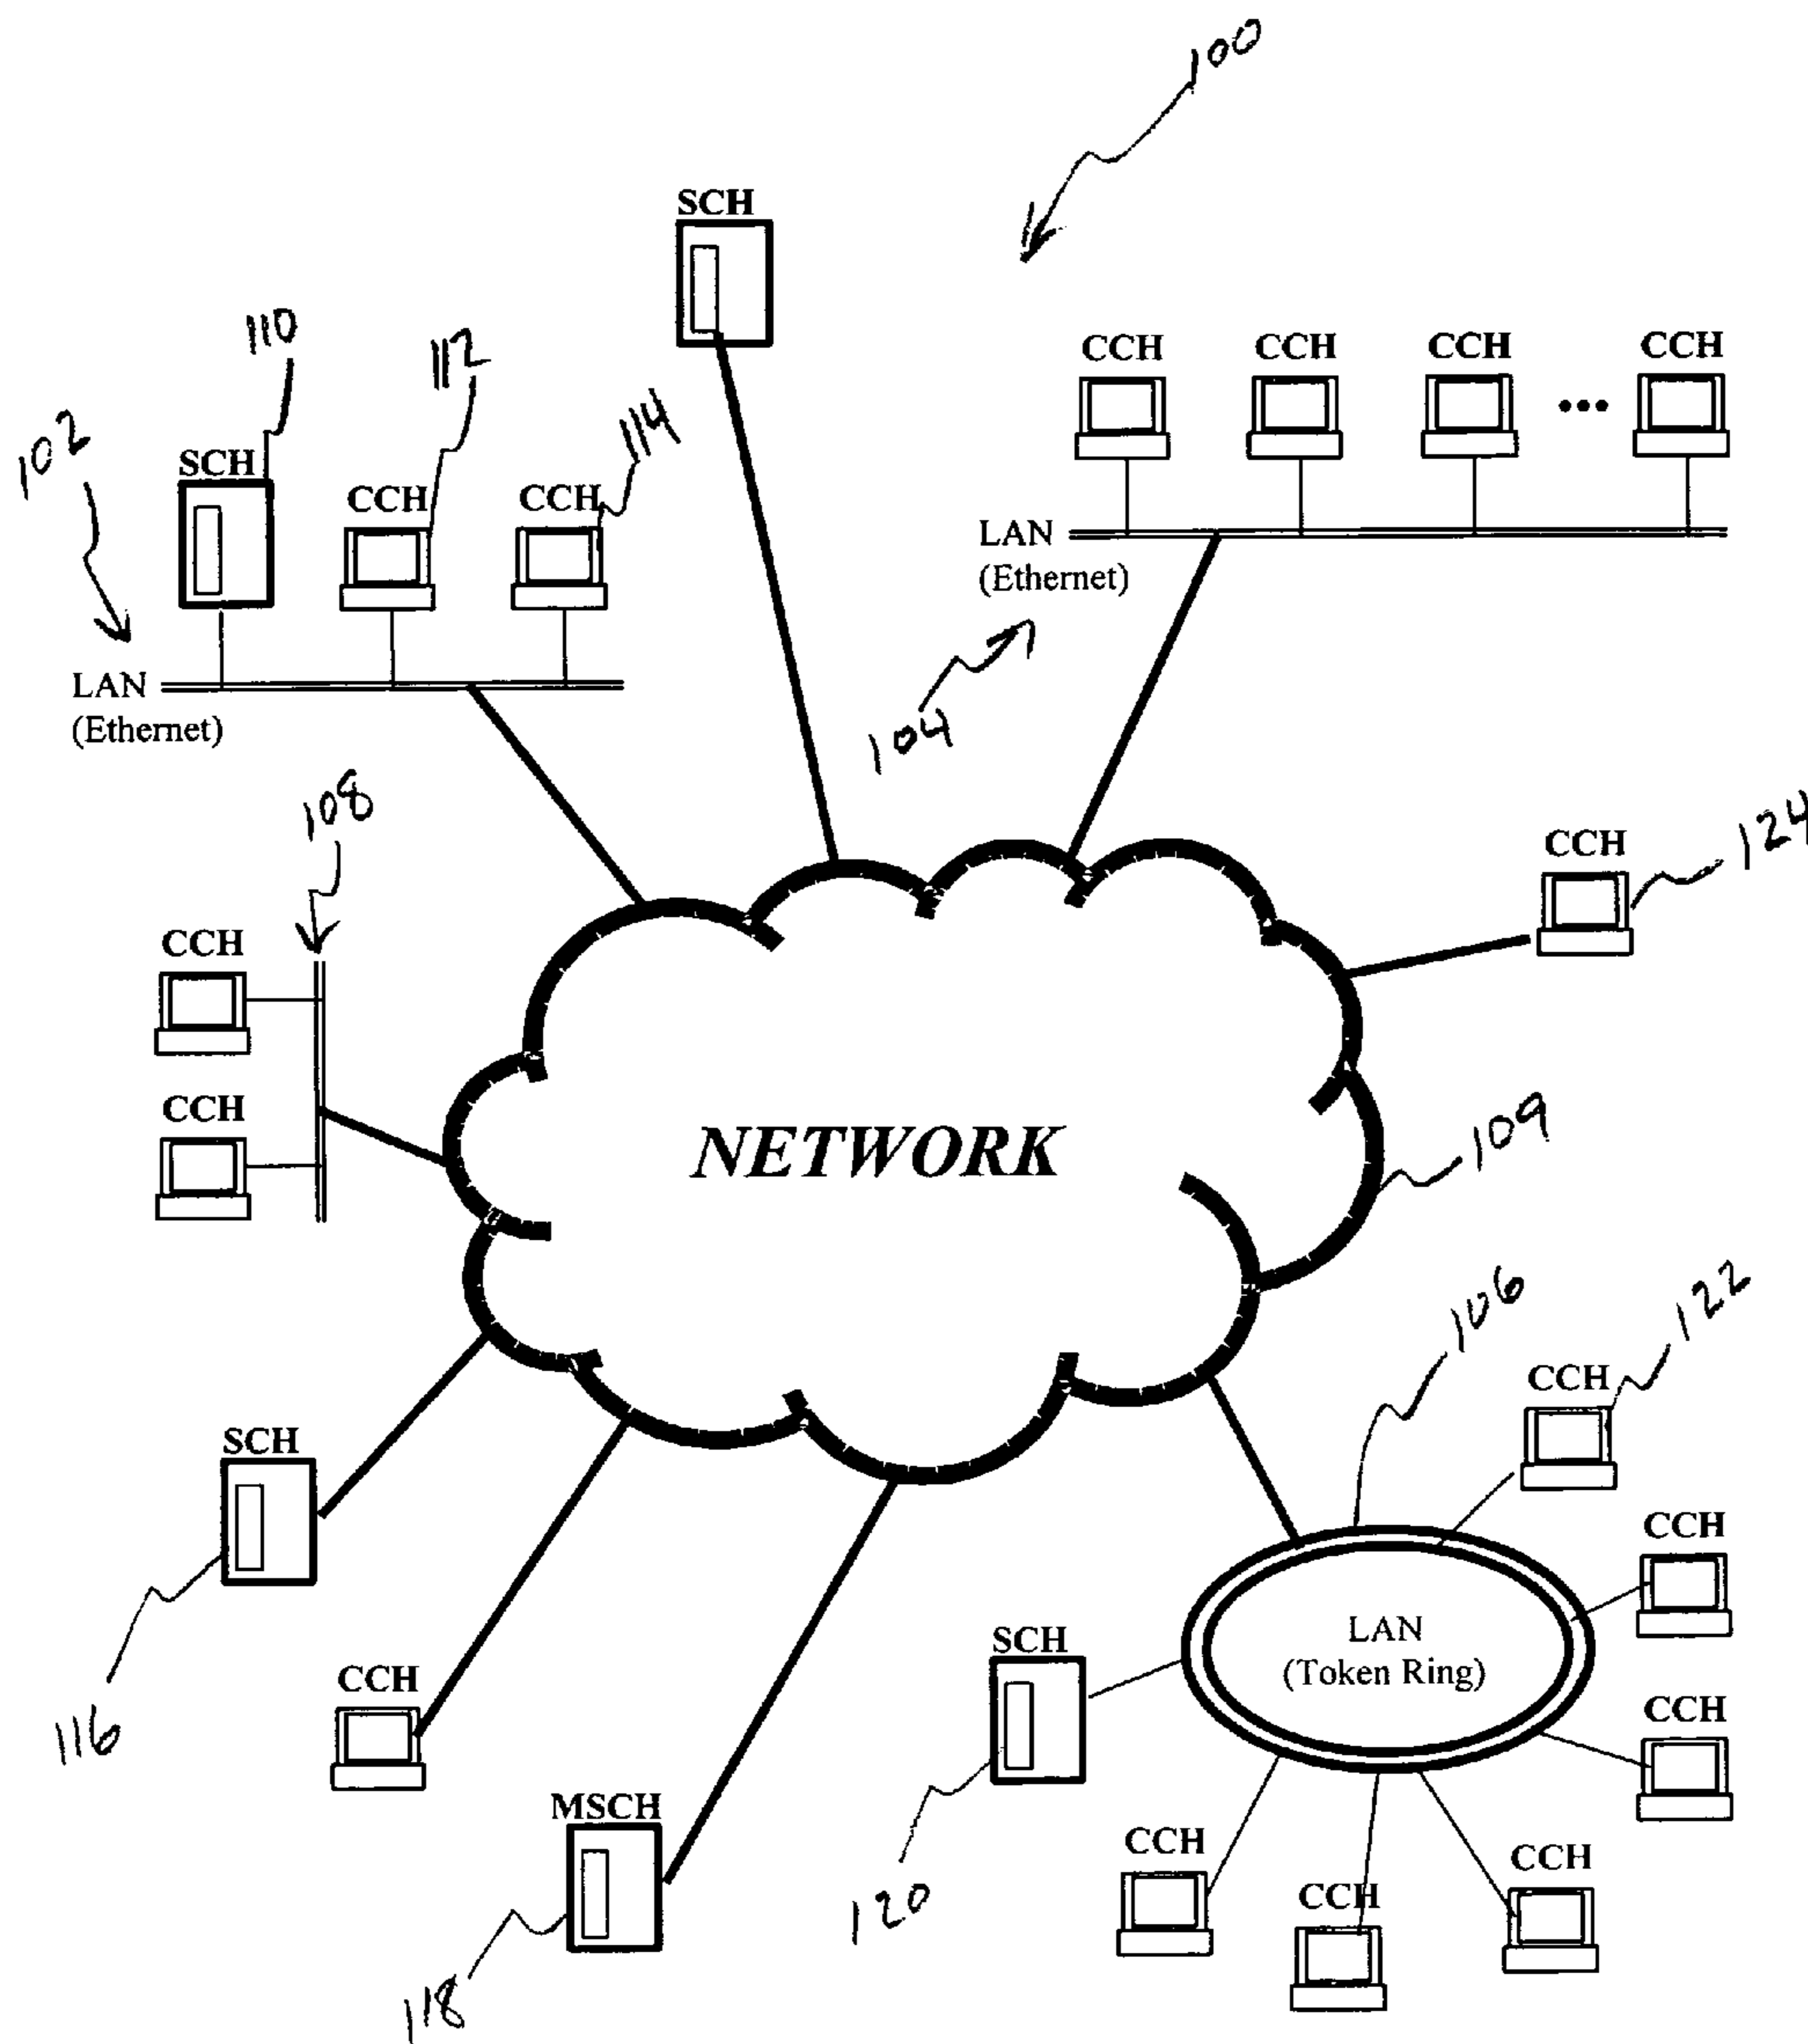 100
SCH
110
112
114
102
SCH
CCH
CCH
LAN
(Ethernet)
CCH
CCH
CCH
•••
CCH
LAN
(Ethernet)
104
108
CCH
124
CCH
CCH
NETWORK
109
106
122
CCH
SCH
116
CCH
MSCH
118
CCH
SCH
120
LAN
(Token Ring)
CCH
CCH
CCH
CCH